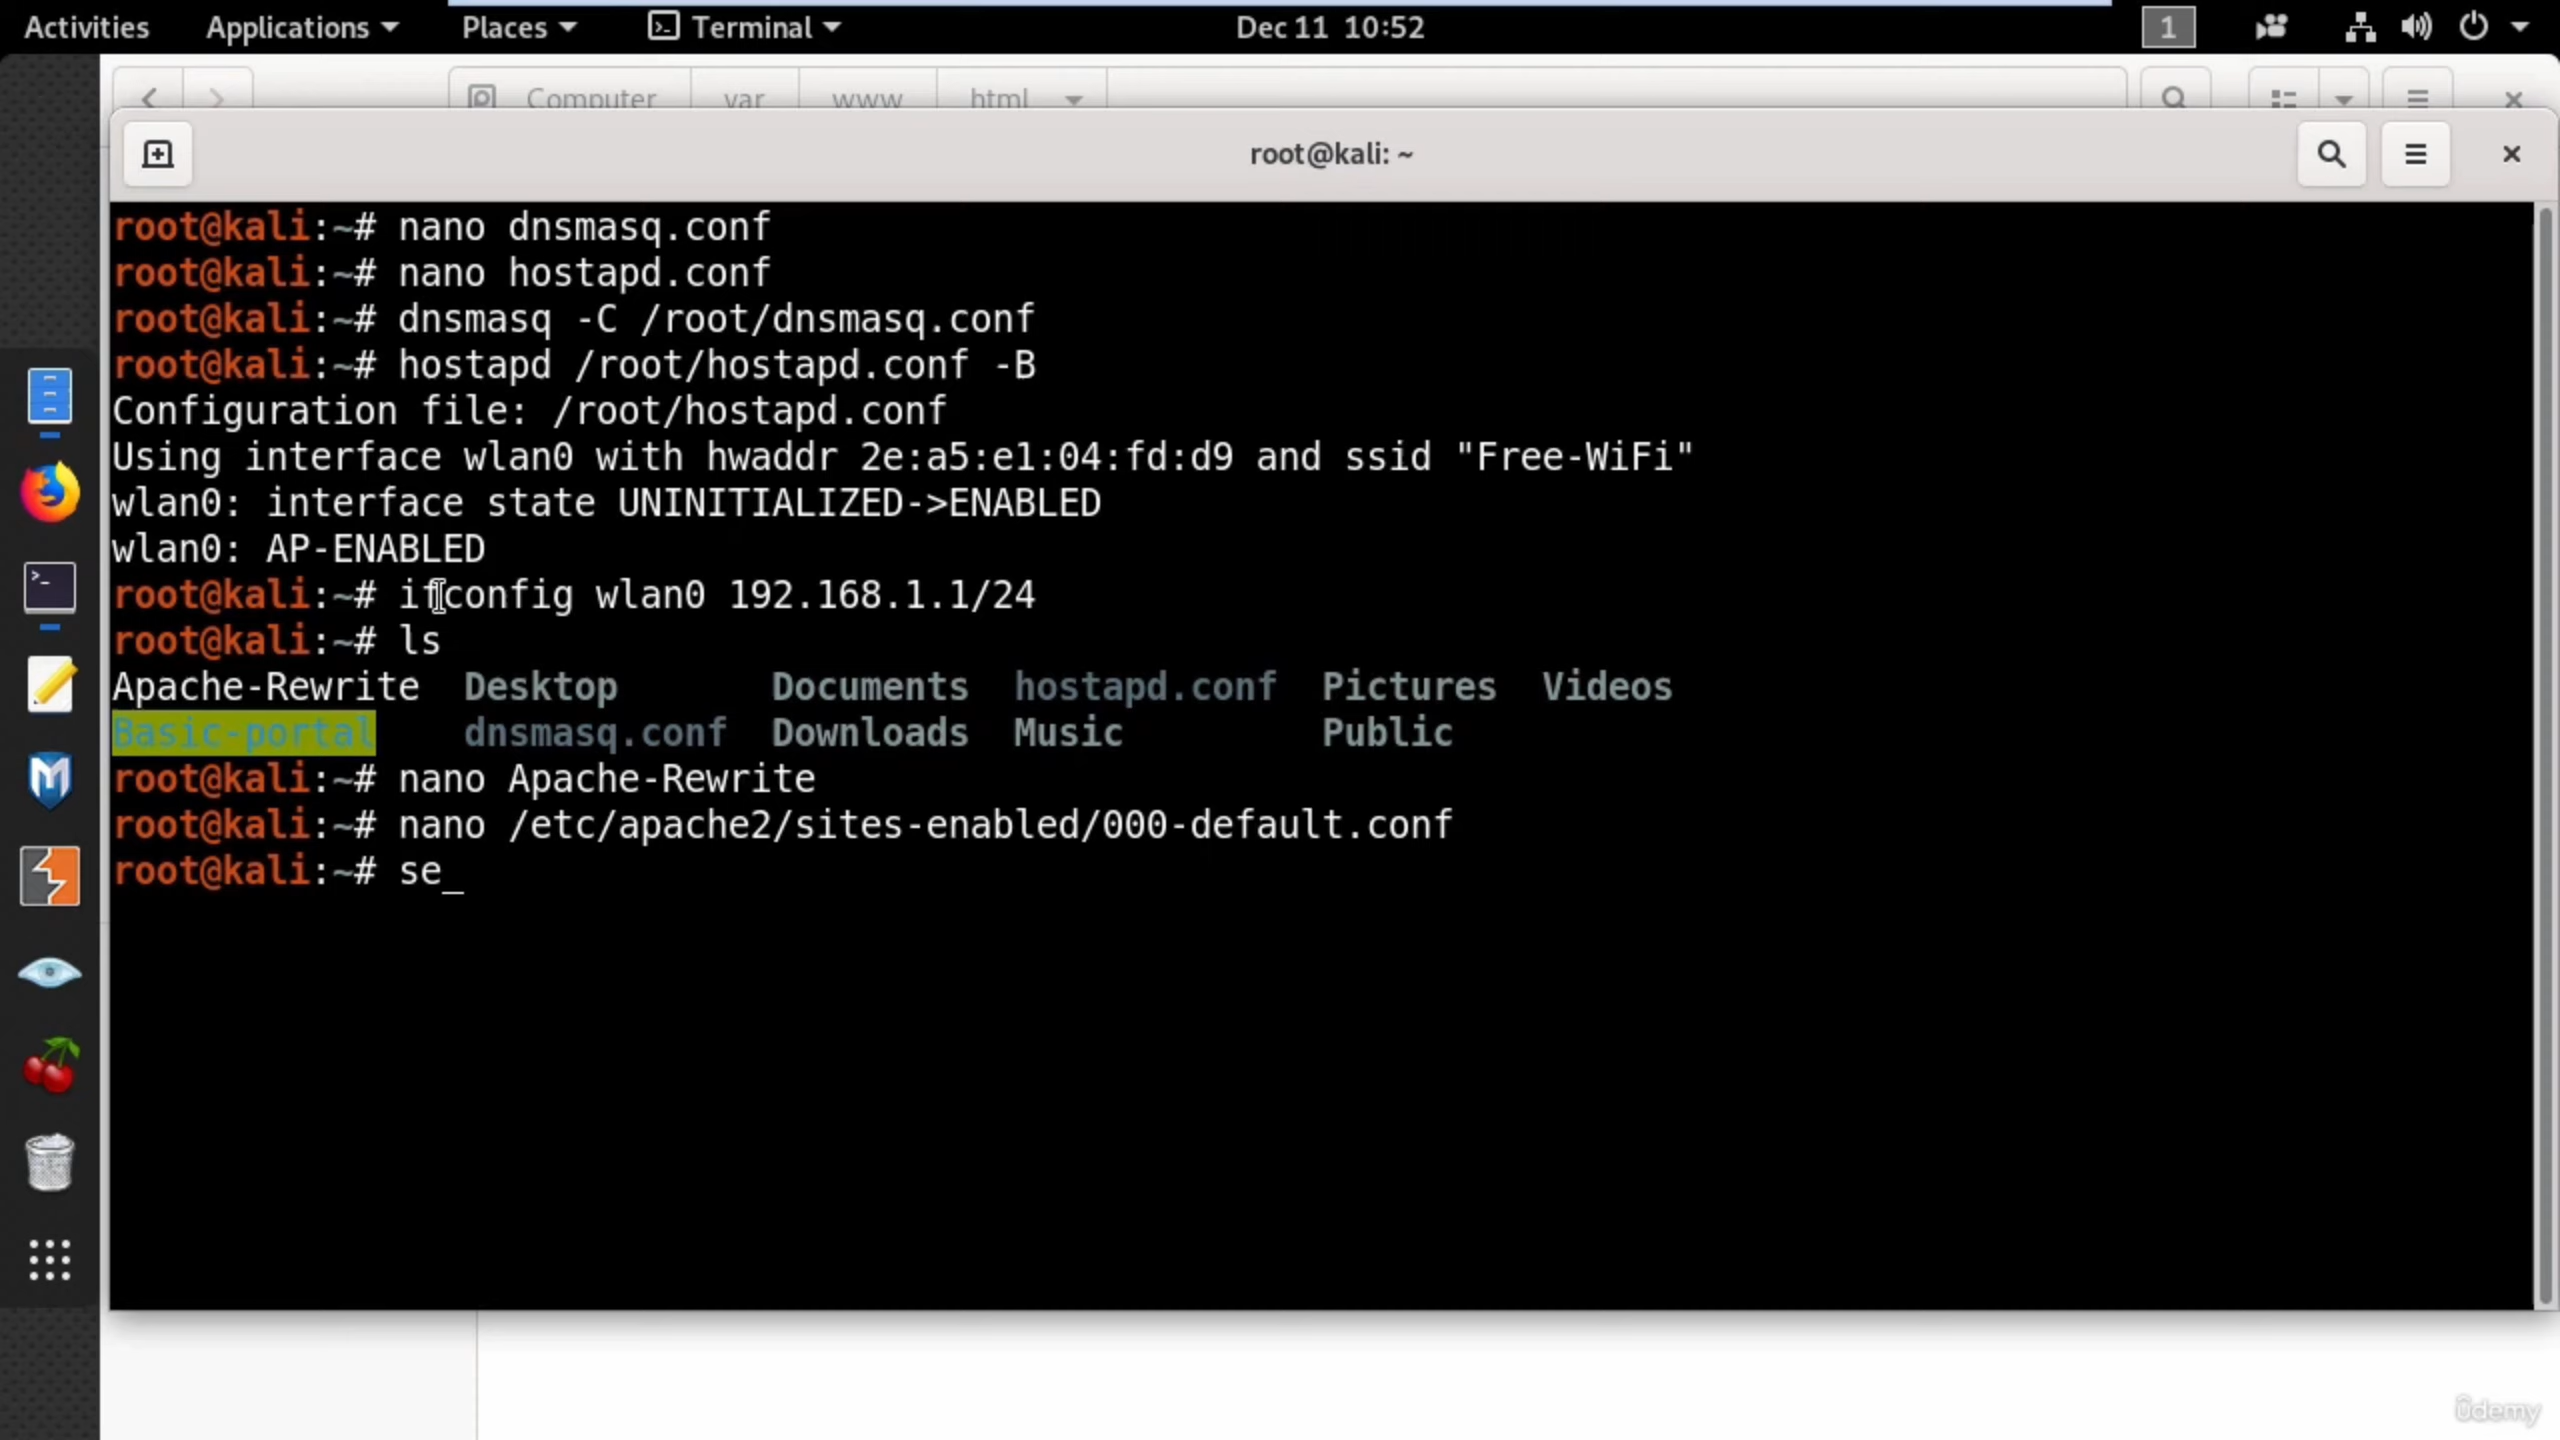 Activities Applications Places Terminal Dec 11 10:52 1
Computer var www html
root@kali: ~
root@kali:~# nano dnsmasq.conf
root@kali:~# nano hostapd.conf
root@kali:~# dnsmasq -C /root/dnsmasq.conf
root@kali:~# hostapd /root/hostapd.conf -B
Configuration file: /root/hostapd.conf
Using interface wlan0 with hwaddr 2e:a5:e1:04:fd:d9 and ssid "Free-WiFi"
wlan0: interface state UNINITIALIZED->ENABLED
wlan0: AP-ENABLED
root@kali:~# ifconfig wlan0 192.168.1.1/24
root@kali:~# ls
Apache-Rewrite Desktop Documents hostapd.conf Pictures Videos
Basic-portal dnsmasq.conf Downloads Music Public
root@kali:~# nano Apache-Rewrite
root@kali:~# nano /etc/apache2/sites-enabled/000-default.conf
root@kali:~# se_
ûdemy